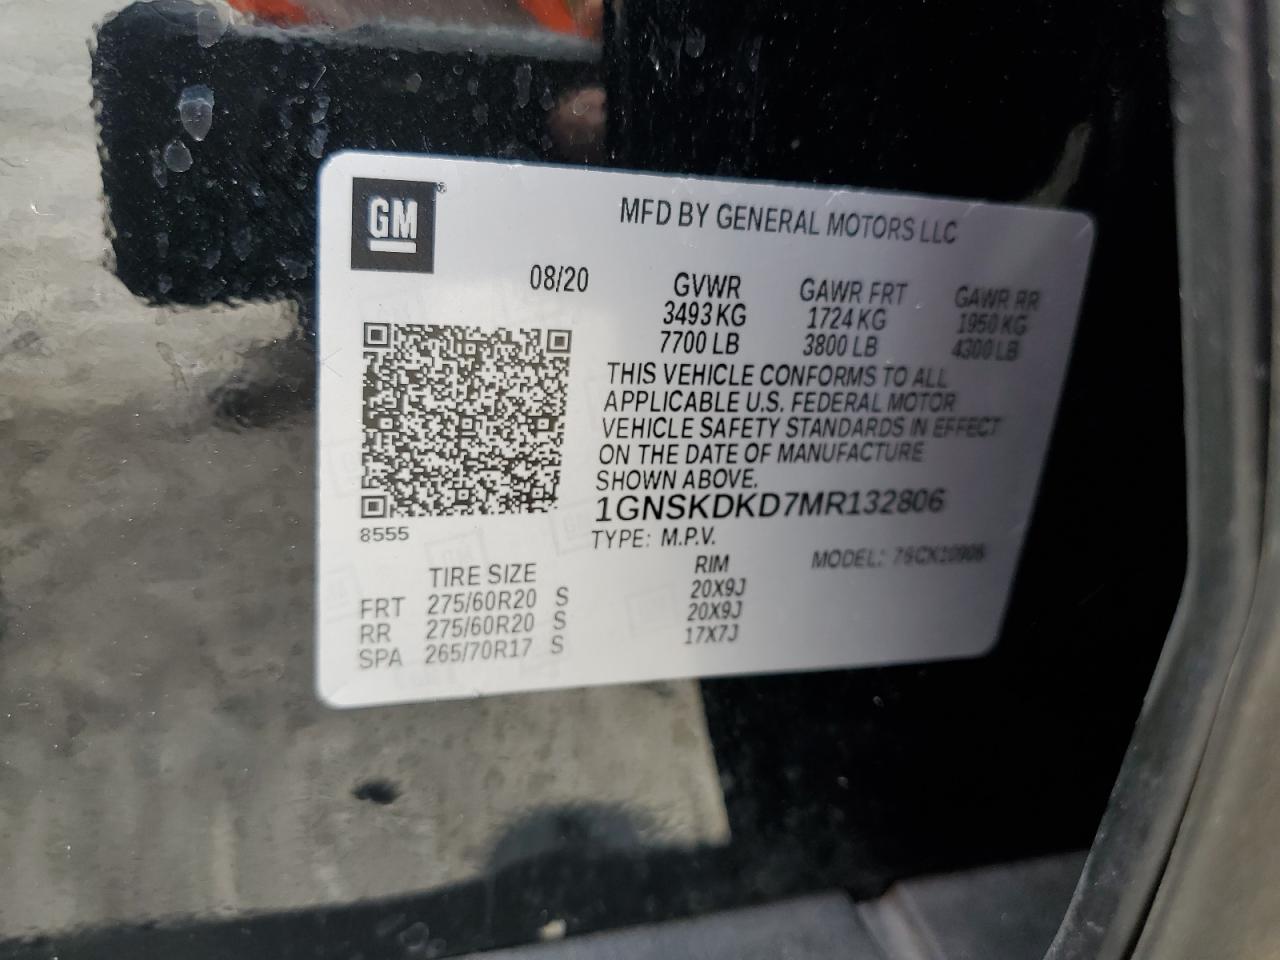 GM
MFD BY GENERAL MOTORS LLC
08/20
GVWR GAWR FRT GAWR RR
3493 KG 1724 KG 1950 KG
7700 LB 3800 LB 4300 LB
THIS VEHICLE CONFORMS TO ALL
APPLICABLE U.S. FEDERAL MOTOR
VEHICLE SAFETY STANDARDS IN EFFECT
ON THE DATE OF MANUFACTURE
SHOWN ABOVE.
1GNSKDKD7MR132806
8555
TYPE: M.P.V. MODEL:
TIRE SIZE RIM
FRT 275/60R20 S 20X9J
RR 275/60R20 S 20X9J
SPA 265/70R17 S 17X7J